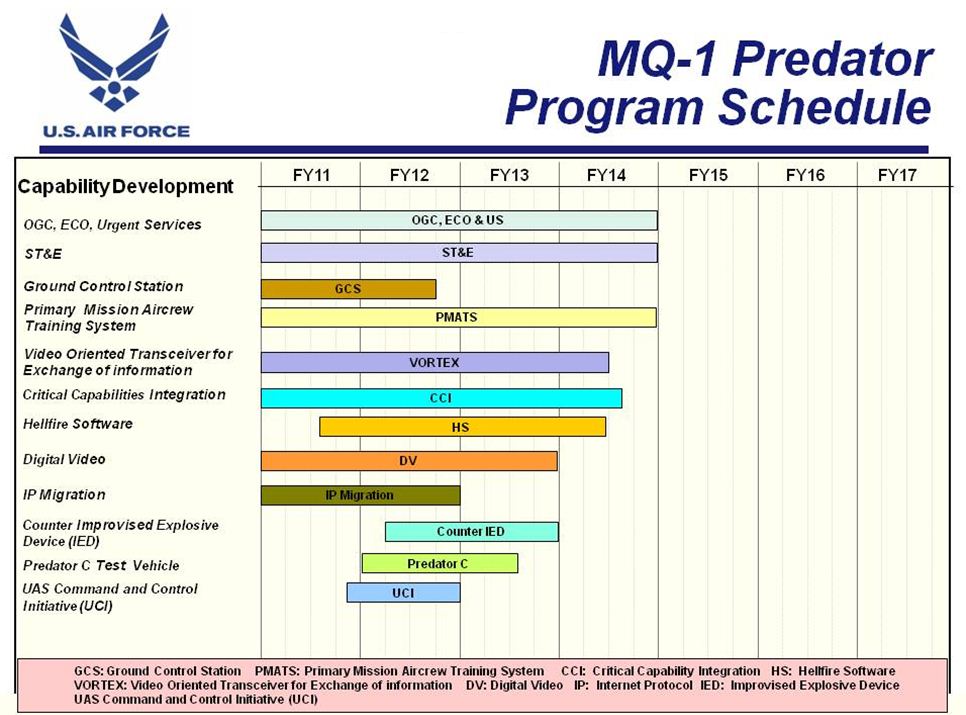 U.S. AIR FORCE
MQ-1 Predator
Program Schedule
Capability Development
FY11 FY12 FY13 FY14 FY15 FY16 FY17
OGC, ECO, Urgent Services
OGC, ECO & US
ST&E
ST&E
Ground Control Station
GCS
Primary Mission Aircrew
Training System
PMATS
Video Oriented Transceiver for
Exchange of information
VORTEX
Critical Capabilities Integration
CCI
Hellfire Software
HS
Digital Video
DV
IP Migration
IP Migration
Counter Improvised Explosive
Device (IED)
Counter IED
Predator C Test Vehicle
Predator C
UAS Command and Control
Initiative (UCI)
UCI
GCS: Ground Control Station PMATS: Primary Mission Aircrew Training System CCI: Critical Capability Integration HS: Hellfire Software
VORTEX: Video Oriented Transceiver for Exchange of information DV: Digital Video IP: Internet Protocol IED: Improvised Explosive Device
UAS Command and Control Initiative (UCI)